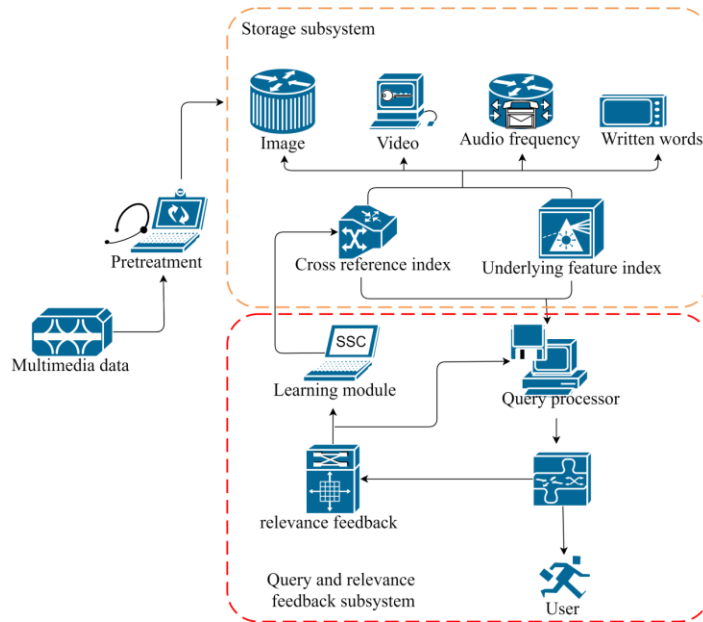 Storage subsystem
Image
Video
Audio frequency
Written words
Pretreatment
Cross reference index
Underlying feature index
Multimedia data
SSC
Learning module
Query processor
relevance feedback
Query and relevance
feedback subsystem
User